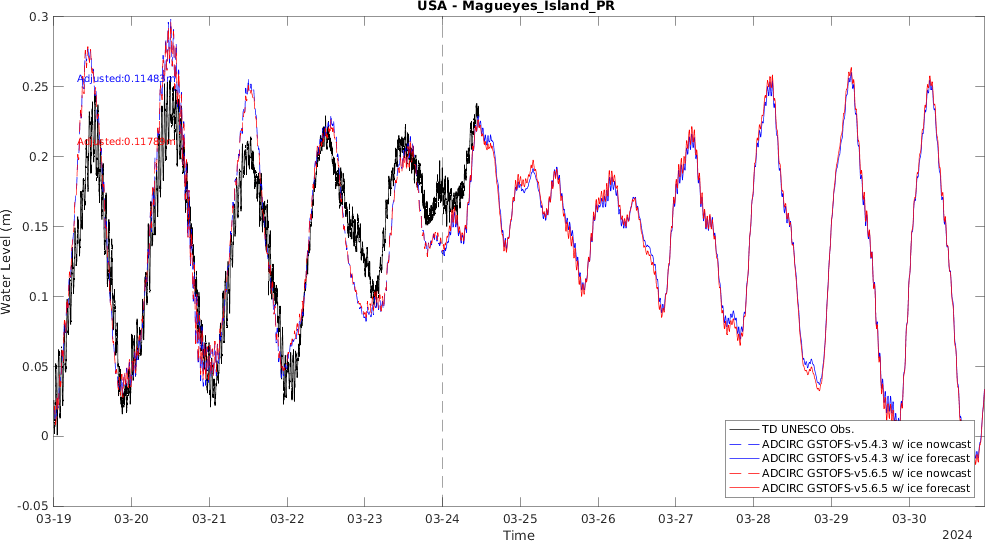 USA - Magueyes_Island_PR
0.3
0.25
0.2
0.15
0.1
0.05
0
-0.05
Water Level (m)
Adjusted:0.11483m
Adjusted:0.11785m
TD UNESCO Obs.
ADCIRC GSTOFS-v5.4.3 w/ ice nowcast
ADCIRC GSTOFS-v5.4.3 w/ ice forecast
ADCIRC GSTOFS-v5.6.5 w/ ice nowcast
ADCIRC GSTOFS-v5.6.5 w/ ice forecast
03-19 03-20 03-21 03-22 03-23 03-24 03-25 03-26 03-27 03-28 03-29 03-30
Time
2024